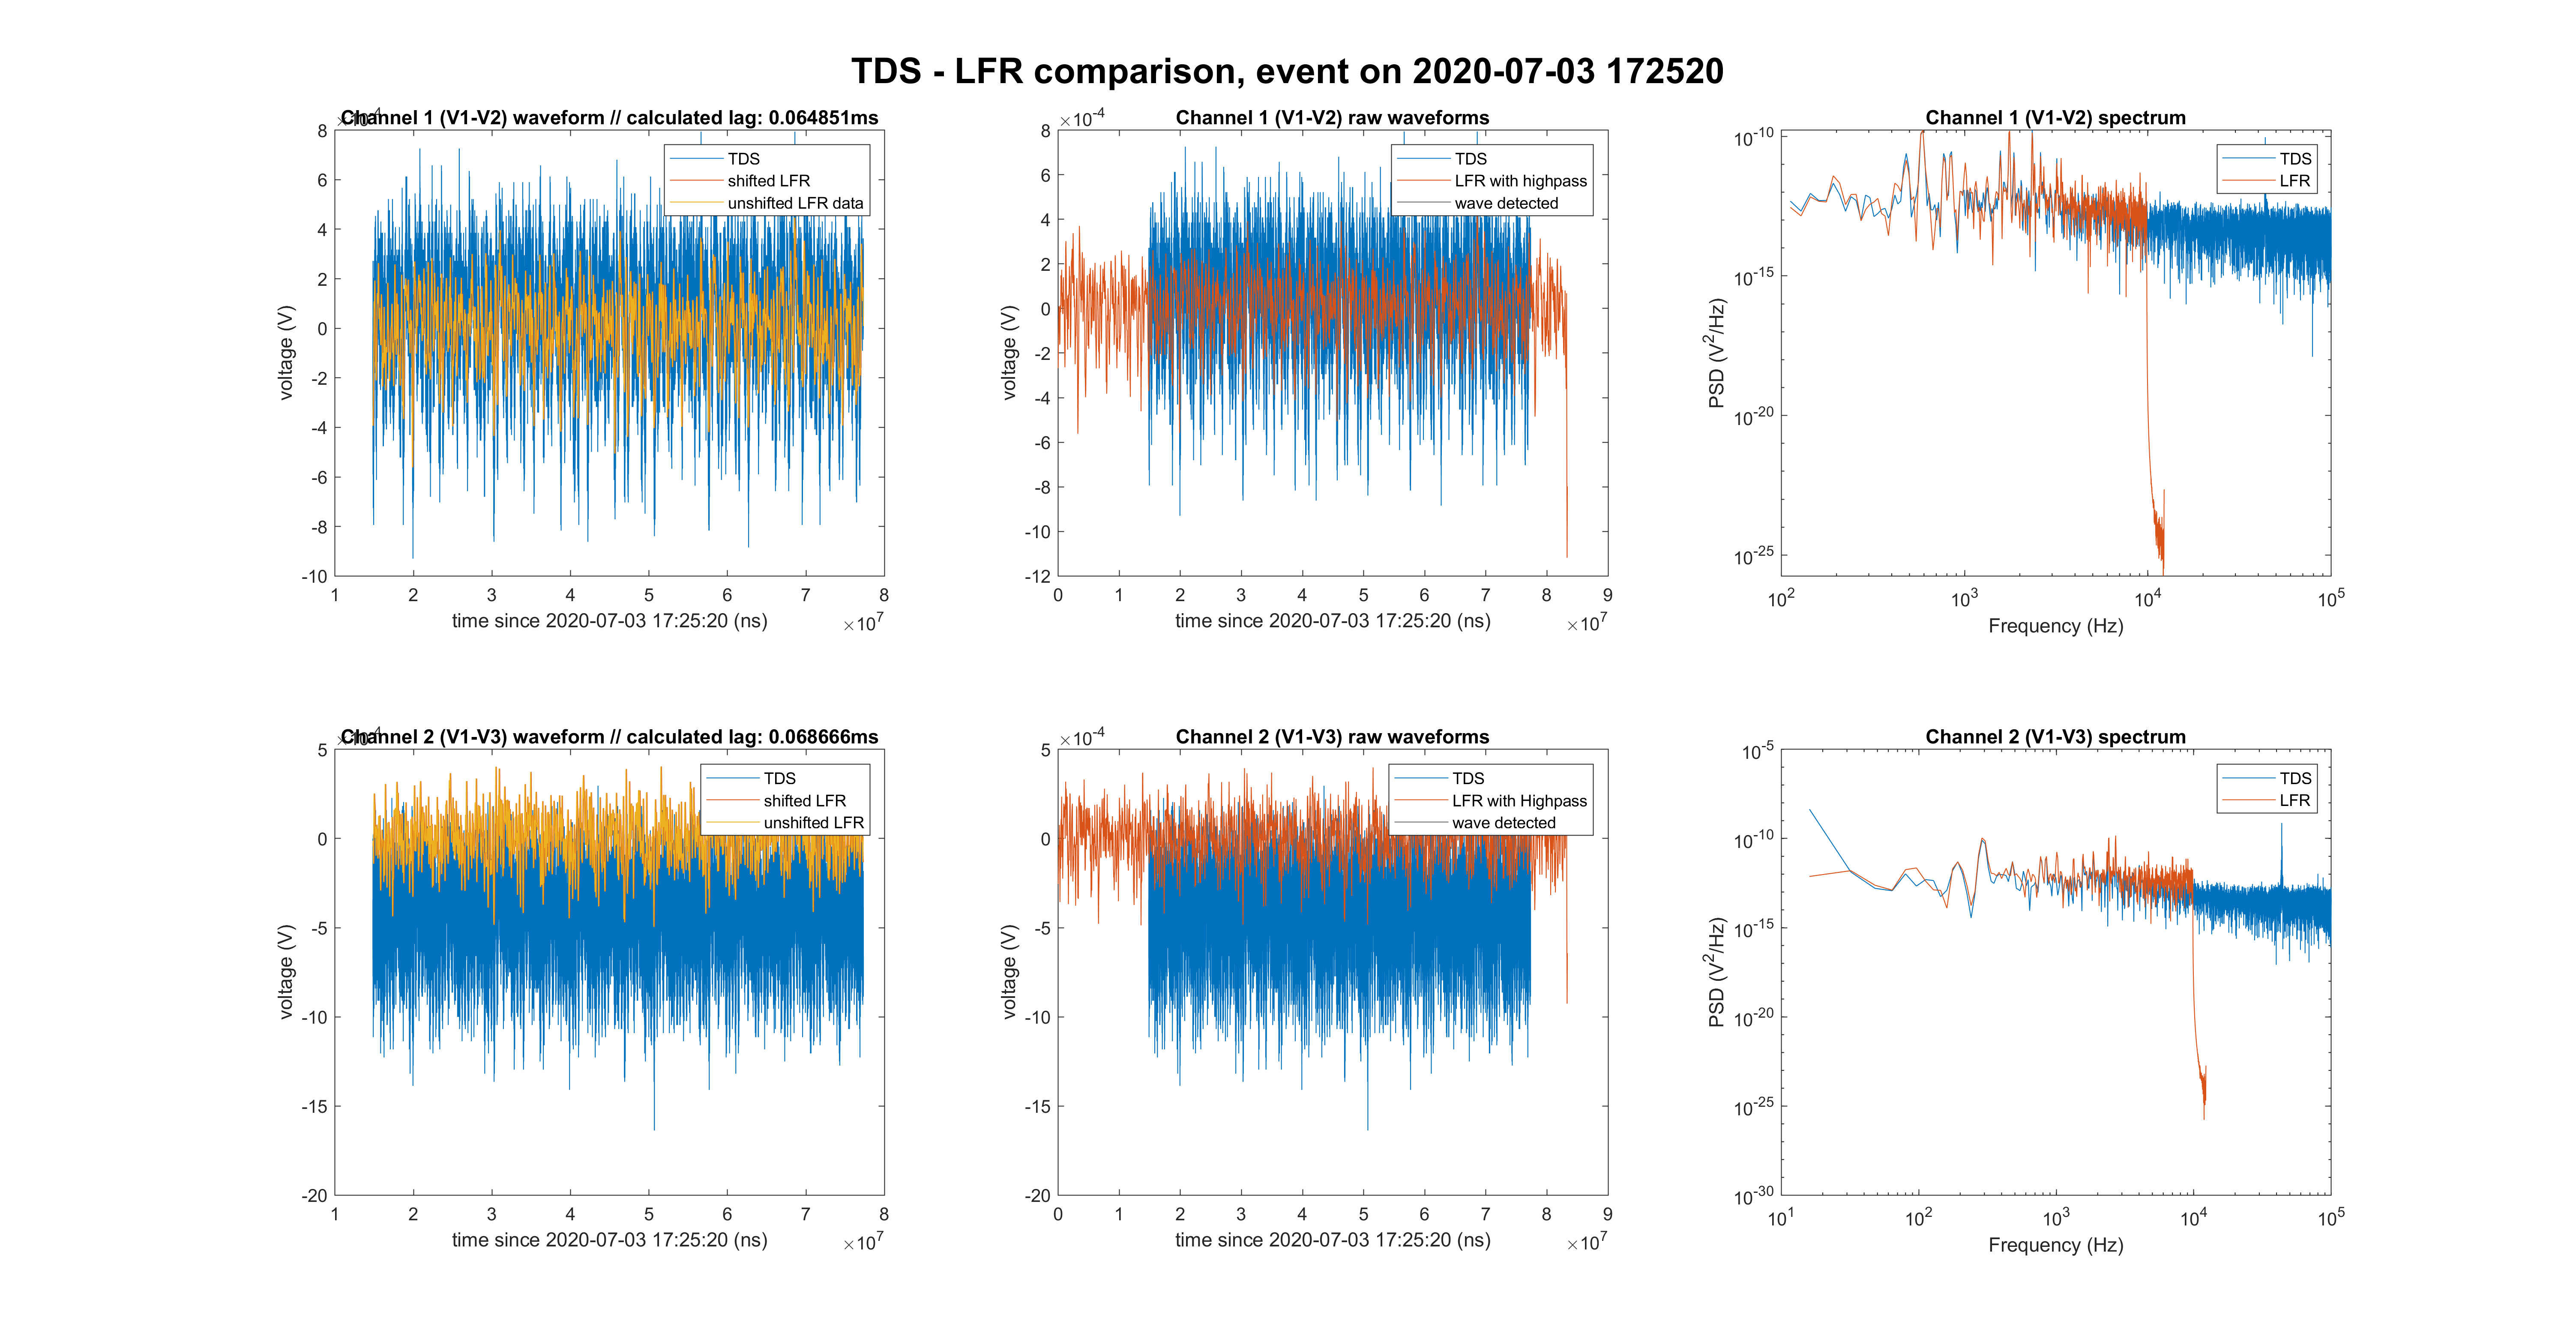 TDS - LFR comparison, event on 2020-07-03 172520
Channel 1 (V1-V2) waveform // calculated lag: 0.064851ms
8
6
4
2
0
-2
-4
-6
-8
-10
voltage (V)
1 2 3 4 5 6 7 8
time since 2020-07-03 17:25:20 (ns)
×10^7
TDS
shifted LFR
unshifted LFR data
Channel 1 (V1-V2) raw waveforms
×10^-4
8
6
4
2
0
-2
-4
-6
-8
-10
-12
voltage (V)
0 1 2 3 4 5 6 7 8 9
time since 2020-07-03 17:25:20 (ns)
×10^7
TDS
LFR with highpass
wave detected
Channel 1 (V1-V2) spectrum
10^-10
10^-15
10^-20
10^-25
PSD (V^2/Hz)
10^2 10^3 10^4 10^5
Frequency (Hz)
TDS
LFR
Channel 2 (V1-V3) waveform // calculated lag: 0.068666ms
5
0
-5
-10
-15
-20
voltage (V)
1 2 3 4 5 6 7 8
time since 2020-07-03 17:25:20 (ns)
×10^7
TDS
shifted LFR
unshifted LFR
Channel 2 (V1-V3) raw waveforms
×10^-4
5
0
-5
-10
-15
-20
voltage (V)
0 1 2 3 4 5 6 7 8 9
time since 2020-07-03 17:25:20 (ns)
×10^7
TDS
LFR with Highpass
wave detected
Channel 2 (V1-V3) spectrum
10^-5
10^-10
10^-15
10^-20
10^-25
10^-30
PSD (V^2/Hz)
10^1 10^2 10^3 10^4 10^5
Frequency (Hz)
TDS
LFR